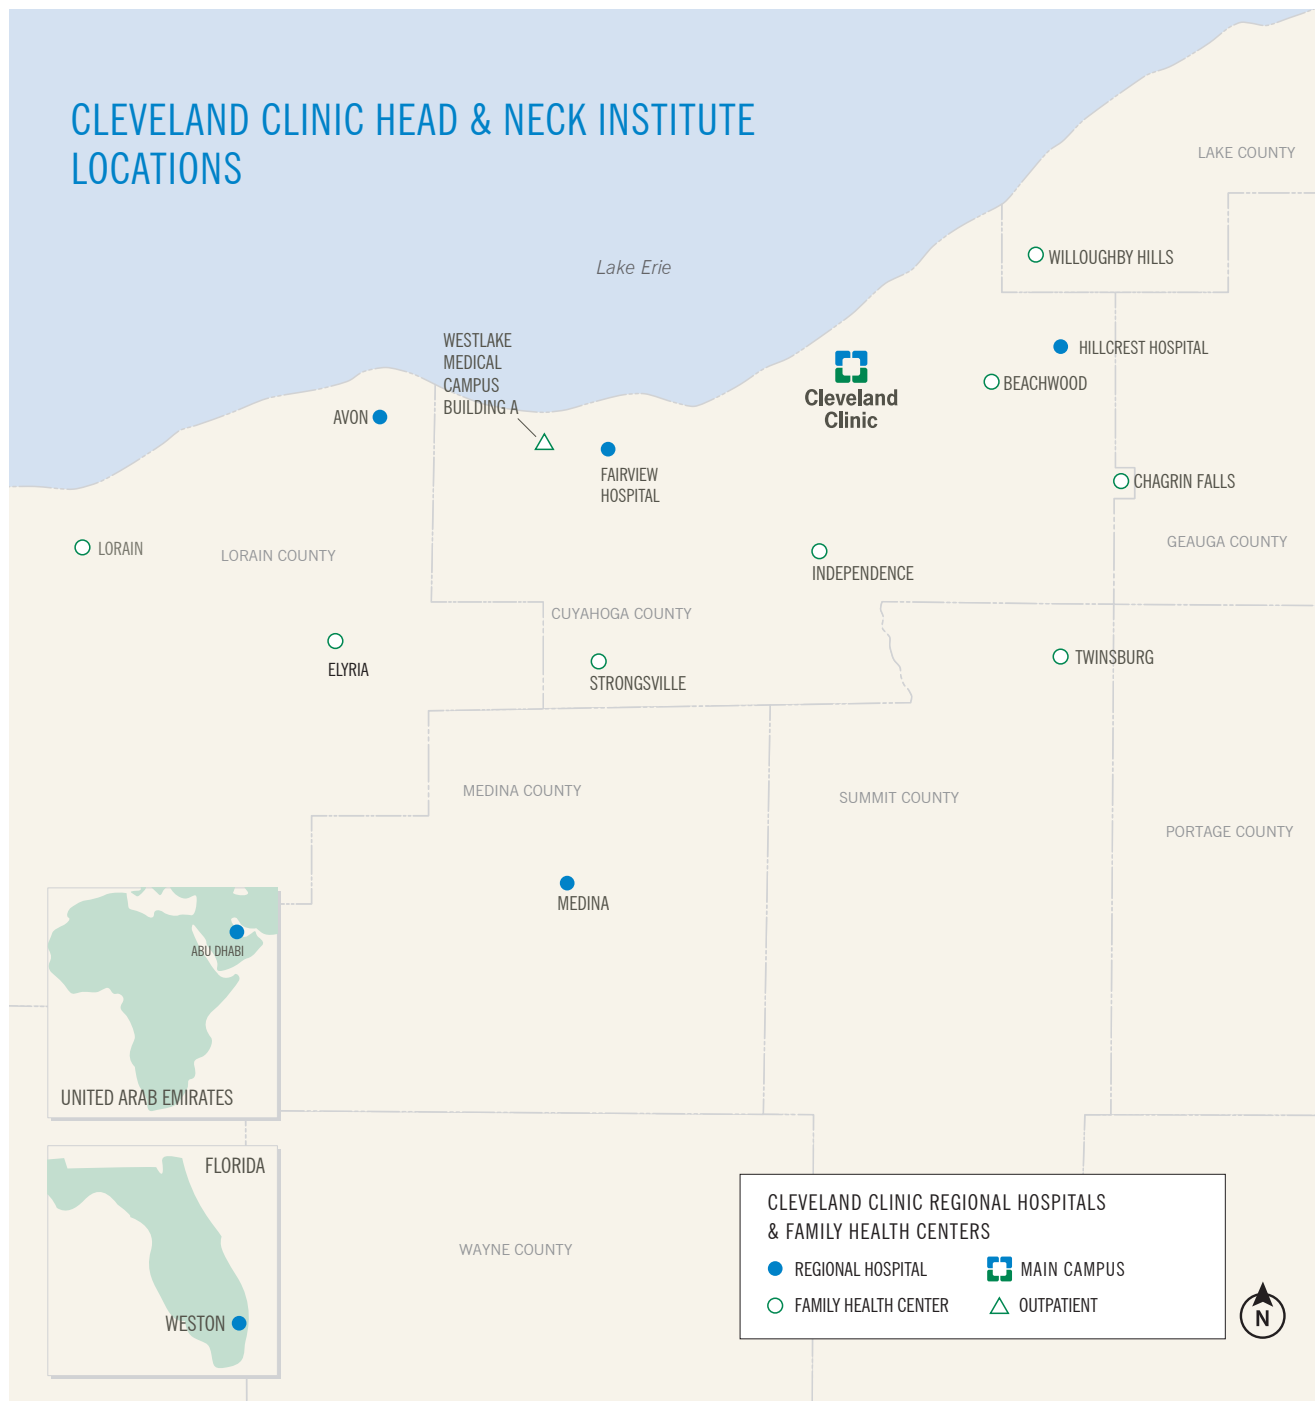 CLEVELAND CLINIC HEAD & NECK INSTITUTE
LOCATIONS
LAKE COUNTY
Lake Erie
WILLOUGHBY HILLS
WESTLAKE
MEDICAL
CAMPUS
BUILDING A
HILLCREST HOSPITAL
BEACHWOOD
Cleveland
Clinic
AVON
FAIRVIEW
HOSPITAL
CHAGRIN FALLS
LORAIN
LORAIN COUNTY
GEAUGA COUNTY
INDEPENDENCE
CUYAHOGA COUNTY
ELYRIA
STRONGSVILLE
TWINSBURG
MEDINA COUNTY
SUMMIT COUNTY
PORTAGE COUNTY
MEDINA
ABU DHABI
UNITED ARAB EMIRATES
FLORIDA
WESTON
WAYNE COUNTY
CLEVELAND CLINIC REGIONAL HOSPITALS
& FAMILY HEALTH CENTERS
REGIONAL HOSPITAL
MAIN CAMPUS
FAMILY HEALTH CENTER
OUTPATIENT
N